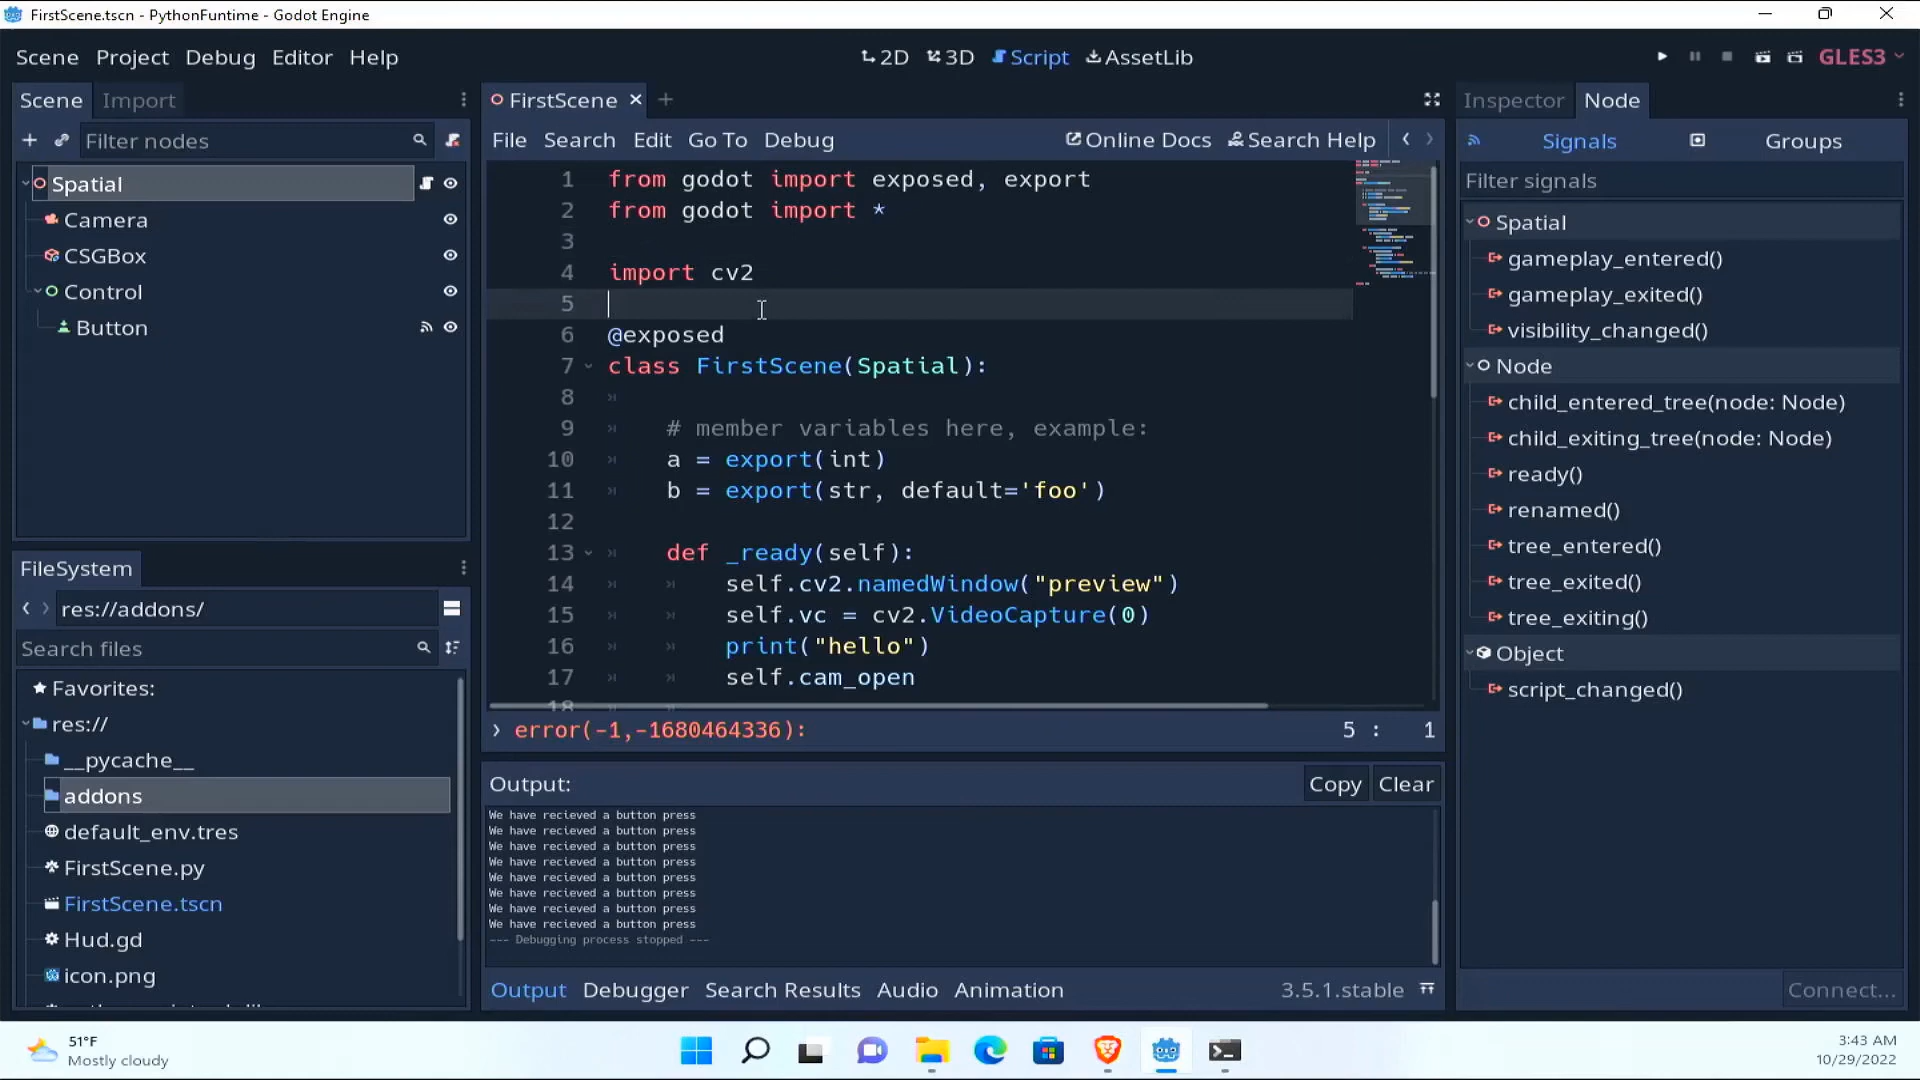 FirstScene.tscn - PythonFuntime - Godot Engine
Scene Project Debug Editor Help
2D 3D Script AssetLib
GLES3
Scene Import
Filter nodes
Spatial
Camera
CSGBox
Control
Button
FileSystem
res://addons/
Search files
Favorites:
res://
__pycache__
addons
default_env.tres
FirstScene.py
FirstScene.tscn
Hud.gd
icon.png
FirstScene
File Search Edit Go To Debug
Online Docs Search Help
1 from godot import exposed, export
2 from godot import *
3
4 import cv2
5
6 @exposed
7 class FirstScene(Spatial):
8
9 # member variables here, example:
10 a = export(int)
11 b = export(str, default='foo')
12
13 def _ready(self):
14 self.cv2.namedWindow("preview")
15 self.vc = cv2.VideoCapture(0)
16 print("hello")
17 self.cam_open
18
error(-1,-1680464336):
5 : 1
Output:
Copy Clear
We have recieved a button press
We have recieved a button press
We have recieved a button press
We have recieved a button press
We have recieved a button press
We have recieved a button press
We have recieved a button press
We have recieved a button press
--- Debugging process stopped ---
Output Debugger Search Results Audio Animation
3.5.1.stable
Inspector Node
Signals Groups
Filter signals
Spatial
gameplay_entered()
gameplay_exited()
visibility_changed()
Node
child_entered_tree(node: Node)
child_exiting_tree(node: Node)
ready()
renamed()
tree_entered()
tree_exited()
tree_exiting()
Object
script_changed()
Connect...
51°F
Mostly cloudy
3:43 AM
10/29/2022